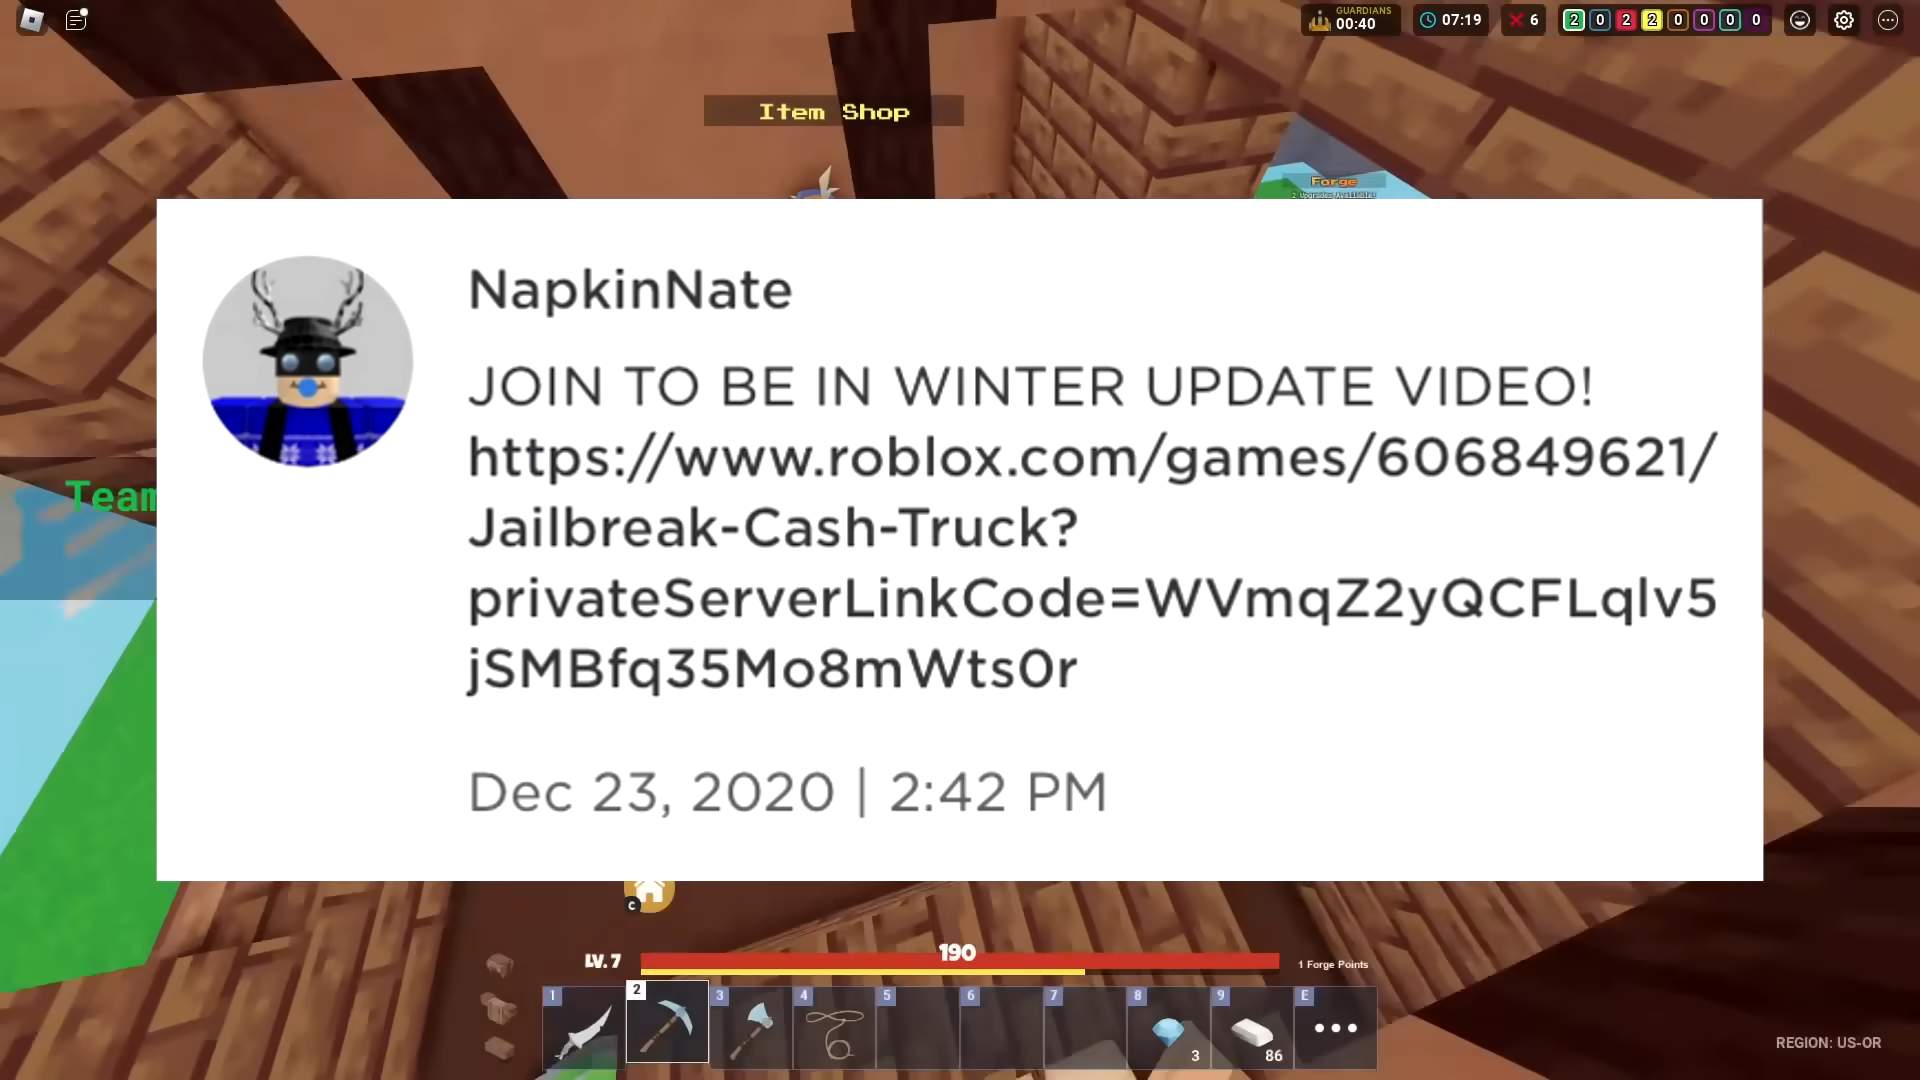 GUARDIANS
00:40
07:19
6
2 0 2 2 0 0 0 0
Item Shop
Forge
2 Upgrades Available!
NapkinNate
JOIN TO BE IN WINTER UPDATE VIDEO!
https://www.roblox.com/games/606849621/
Jailbreak-Cash-Truck?
privateServerLinkCode=WVmqZ2yQCFLqlv5
jSMBfq35Mo8mWts0r
Dec 23, 2020 | 2:42 PM
Team
C
LV. 7
190
1 Forge Points
1 2 3 4 5 6 7 8 9 E
3
86
REGION: US-OR